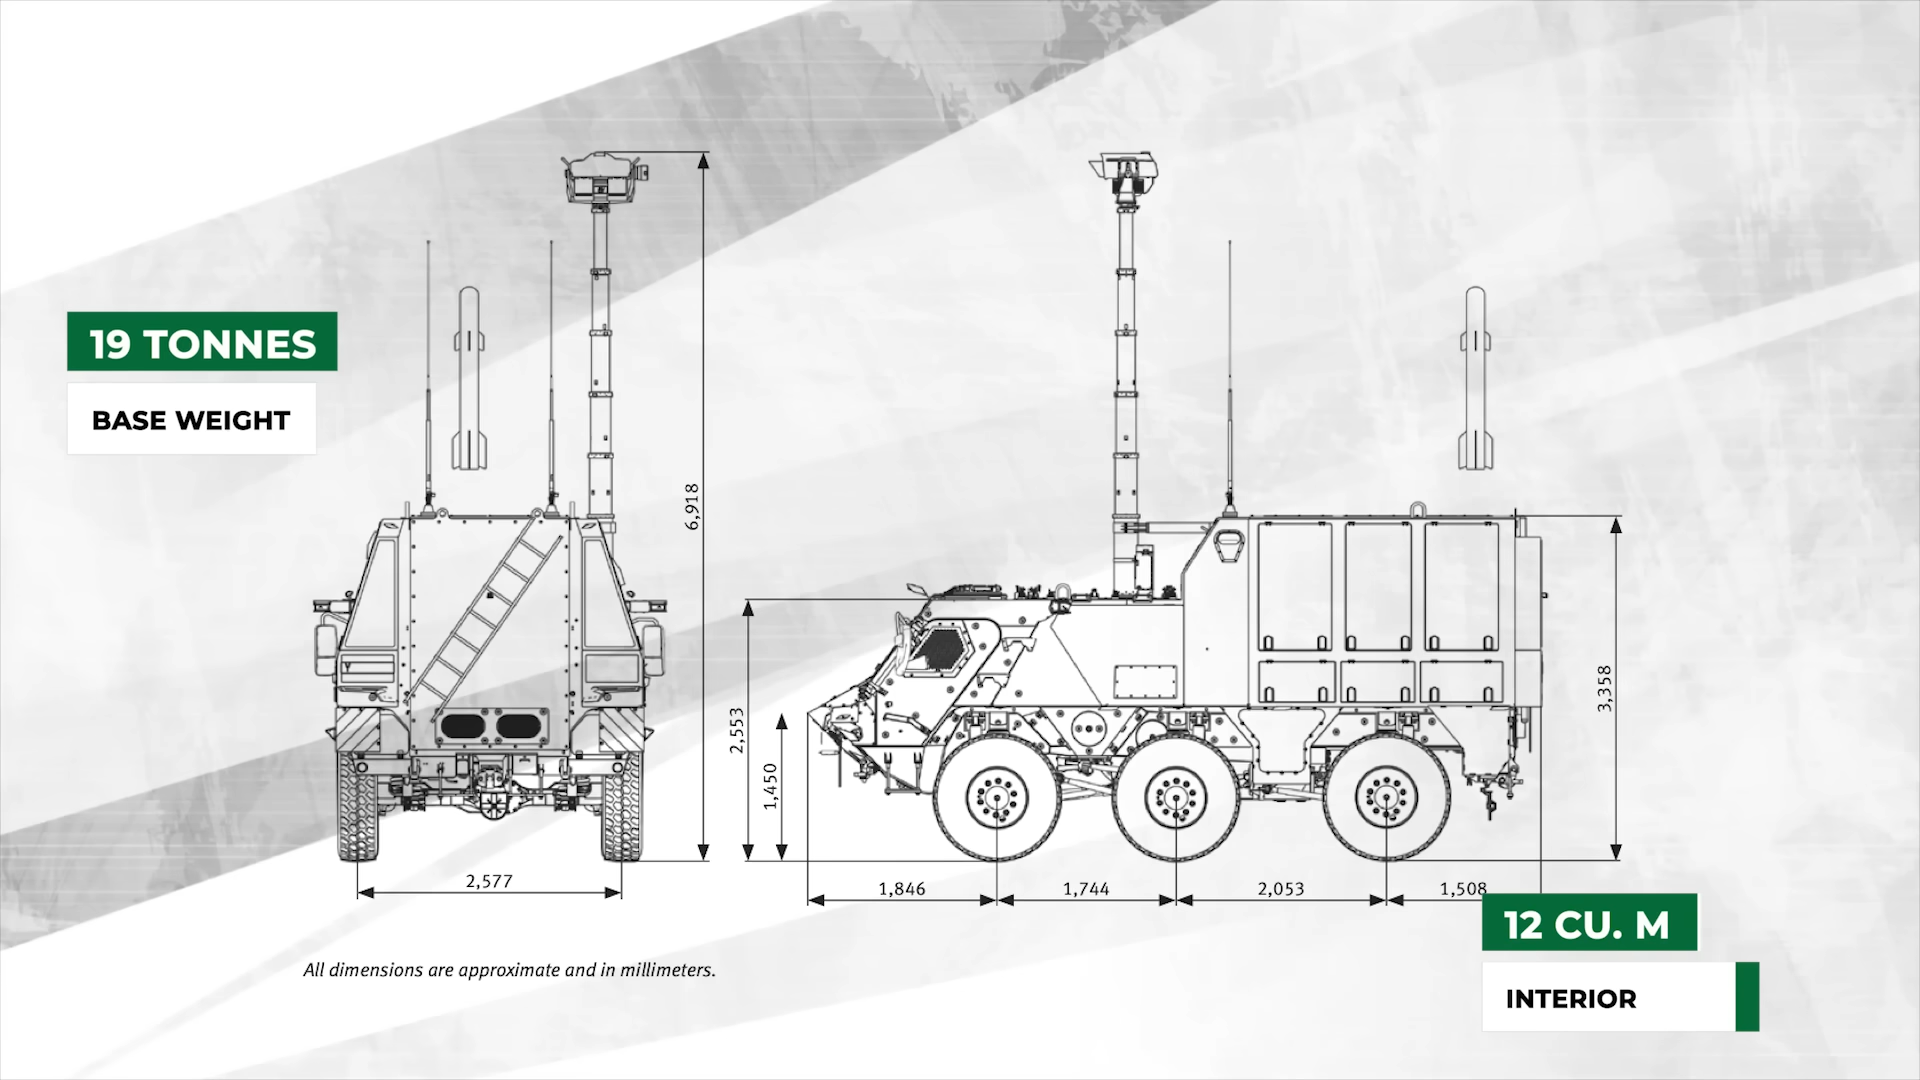 19 TONNES
BASE WEIGHT
6,918
2,553
1,450
3,358
2,577
1,846
1,744
2,053
1,508
All dimensions are approximate and in millimeters.
12 CU. M
INTERIOR